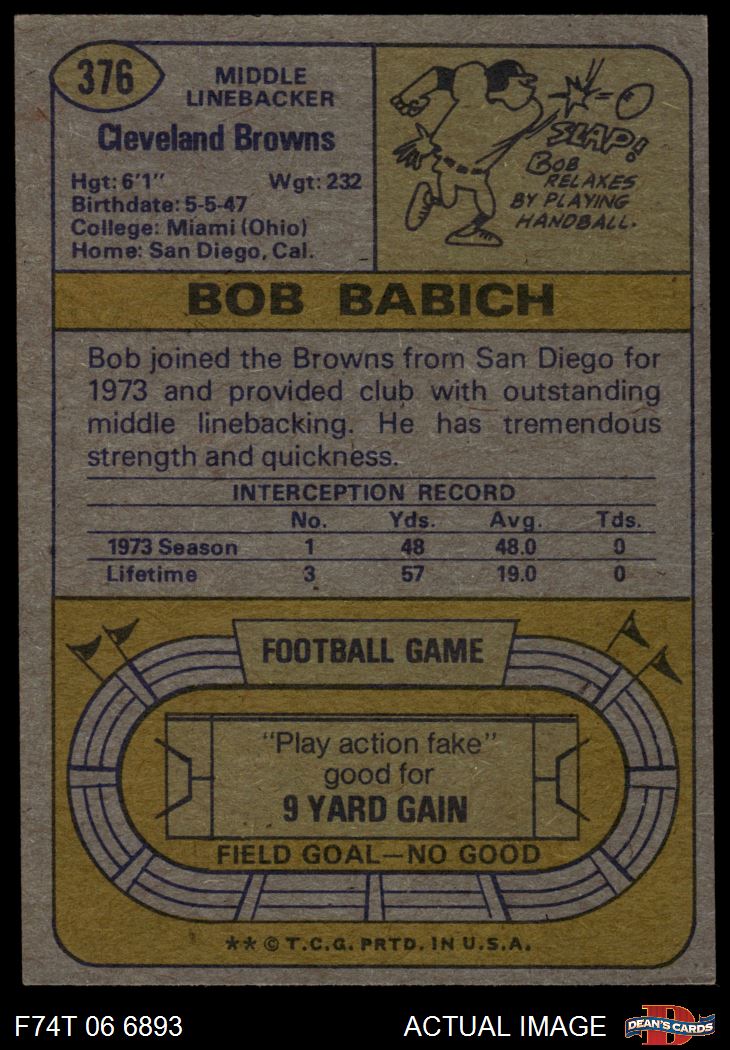 376
MIDDLE
LINEBACKER
Cleveland Browns
Hgt: 6'1" Wgt: 232
Birthdate: 5-5-47
College: Miami (Ohio)
Home: San Diego, Cal.
SLAP!
BOB
RELAXES
BY PLAYING
HANDBALL.
BOB BABICH
Bob joined the Browns from San Diego for
1973 and provided club with outstanding
middle linebacking. He has tremendous
strength and quickness.
INTERCEPTION RECORD
No. Yds. Avg. Tds.
1973 Season 1 48 48.0 0
Lifetime 3 57 19.0 0
FOOTBALL GAME
"Play action fake"
good for
9 YARD GAIN
FIELD GOAL—NO GOOD
** © T.C.G. PRTD. IN U.S.A.
F74T 06 6893 ACTUAL IMAGE
D
DEAN'S CARDS